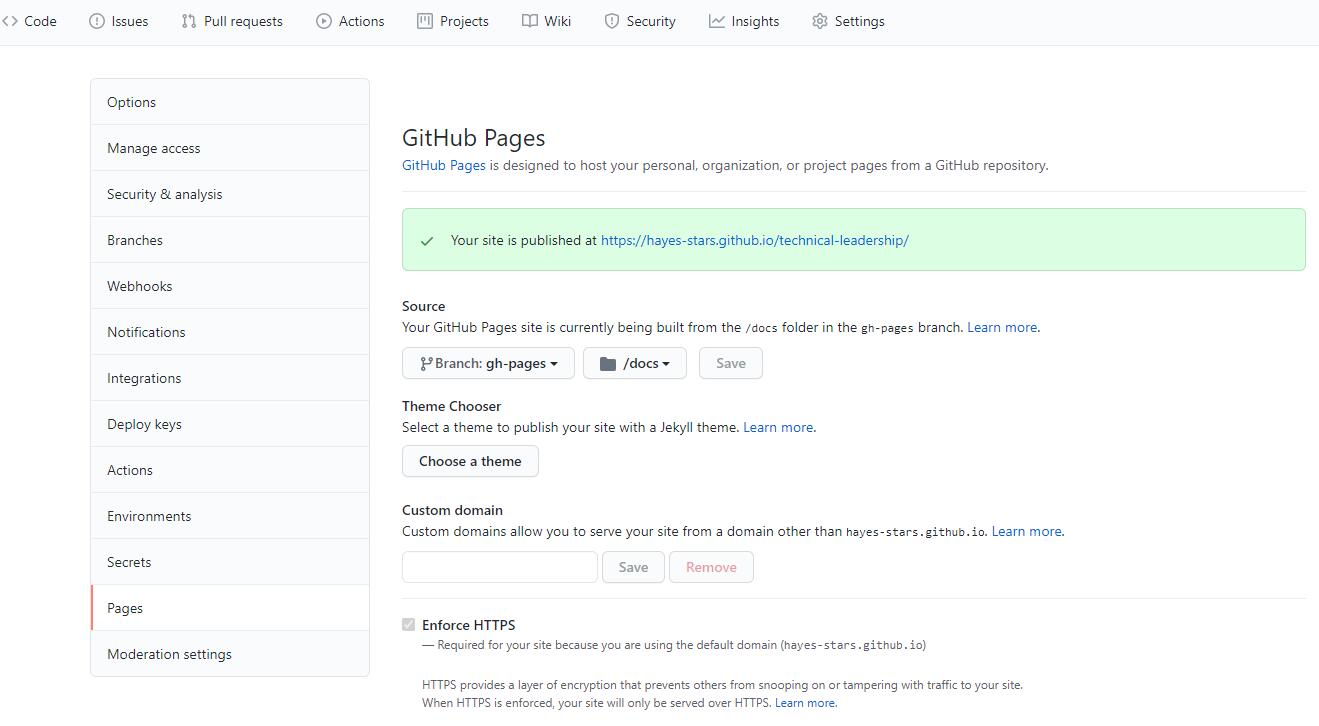 Code Issues Pull requests Actions Projects Wiki Security Insights Settings
Options
Manage access
Security & analysis
Branches
Webhooks
Notifications
Integrations
Deploy keys
Actions
Environments
Secrets
Pages
Moderation settings
GitHub Pages
GitHub Pages is designed to host your personal, organization, or project pages from a GitHub repository.
Your site is published at https://hayes-stars.github.io/technical-leadership/
Source
Your GitHub Pages site is currently being built from the /docs folder in the gh-pages branch. Learn more.
Branch: gh-pages /docs Save
Theme Chooser
Select a theme to publish your site with a Jekyll theme. Learn more.
Choose a theme
Custom domain
Custom domains allow you to serve your site from a domain other than hayes-stars.github.io. Learn more.
Save Remove
Enforce HTTPS
— Required for your site because you are using the default domain (hayes-stars.github.io)
HTTPS provides a layer of encryption that prevents others from snooping on or tampering with traffic to your site.
When HTTPS is enforced, your site will only be served over HTTPS. Learn more.